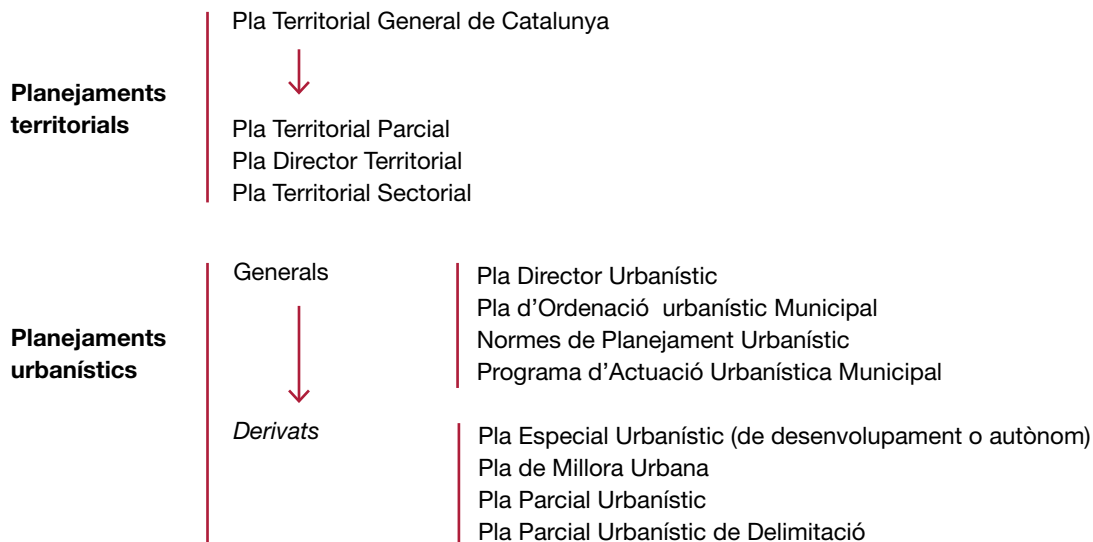 Planejaments
territorials
Pla Territorial General de Catalunya
Pla Territorial Parcial
Pla Director Territorial
Pla Territorial Sectorial
Planejaments
urbanístics
Generals
Pla Director Urbanístic
Pla d’Ordenació  urbanístic Municipal
Normes de Planejament Urbanístic
Programa d’Actuació Urbanística Municipal
Derivats
Pla Especial Urbanístic (de desenvolupament o autònom)
Pla de Millora Urbana
Pla Parcial Urbanístic
Pla Parcial Urbanístic de Delimitació